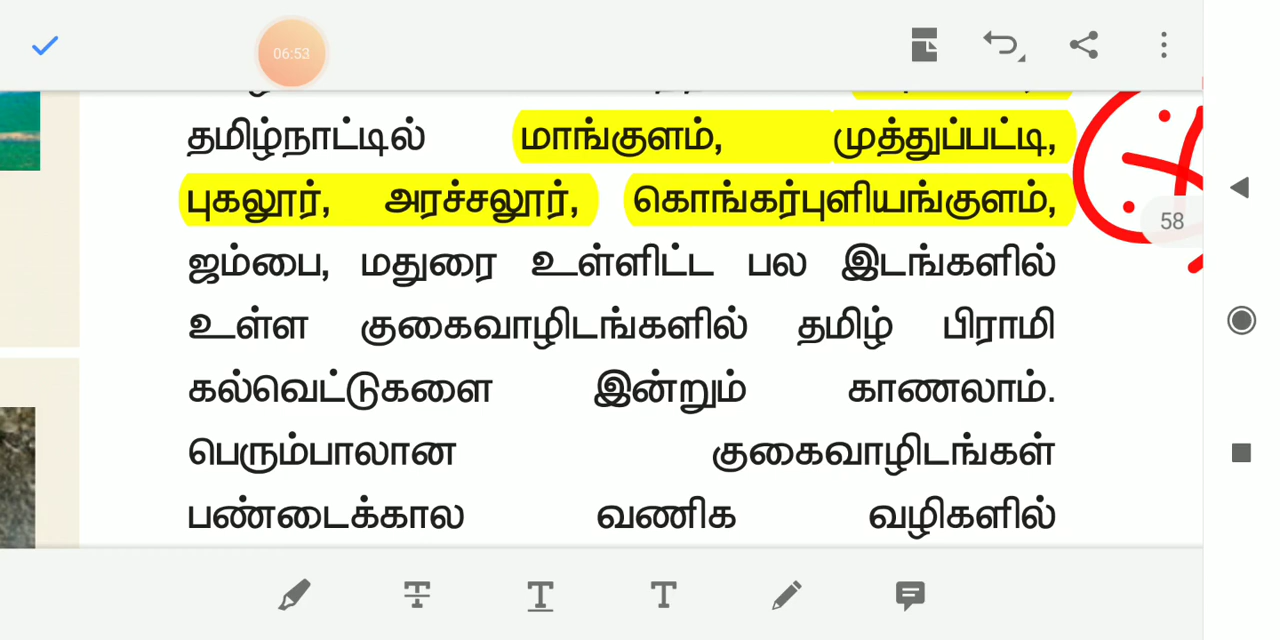 06:53
தமிழ்நாட்டில் மாங்குளம், முத்துப்பட்டி,
புகலூர், அரச்சலூர், கொங்கர்புளியங்குளம்,
58
ஜம்பை, மதுரை உள்ளிட்ட பல இடங்களில்
உள்ள குகைவாழிடங்களில் தமிழ் பிராமி
கல்வெட்டுகளை இன்றும் காணலாம்.
பெரும்பாலான குகைவாழிடங்கள்
பண்டைக்கால வணிக வழிகளில்